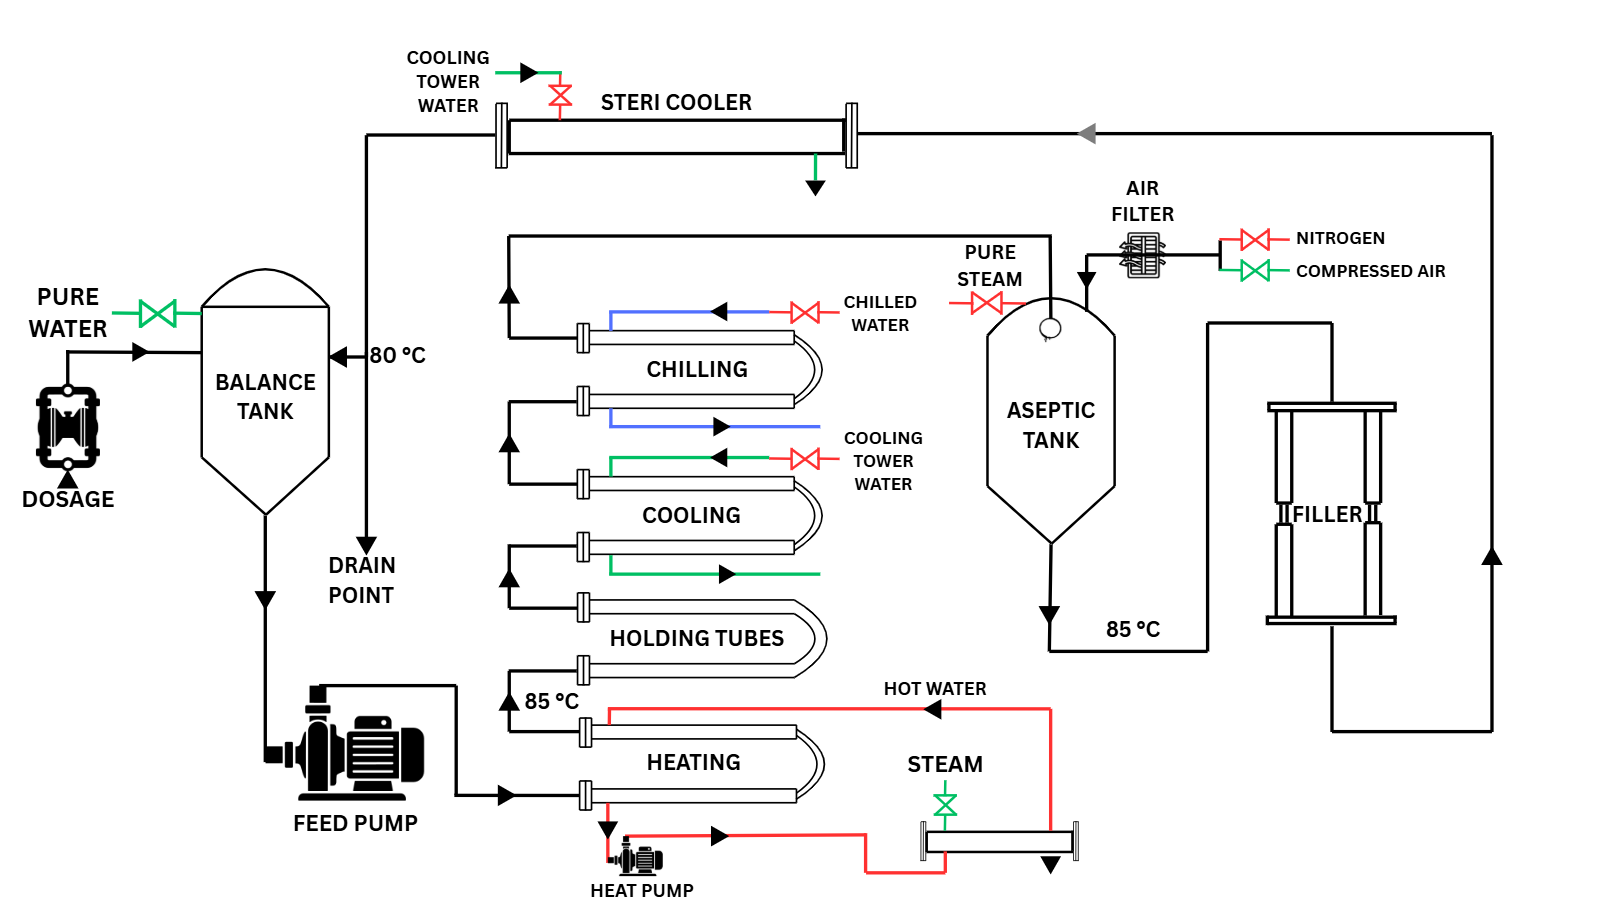 COOLING
TOWER
WATER
STERI COOLER
AIR
FILTER
NITROGEN
COMPRESSED AIR
PURE
STEAM
PURE
WATER
CHILLED
WATER
80 °C
CHILLING
BALANCE
TANK
ASEPTIC
TANK
COOLING
TOWER
WATER
DOSAGE
COOLING
FILLER
DRAIN
POINT
HOLDING TUBES
85 °C
85 °C
HOT WATER
HEATING
STEAM
FEED PUMP
HEAT PUMP